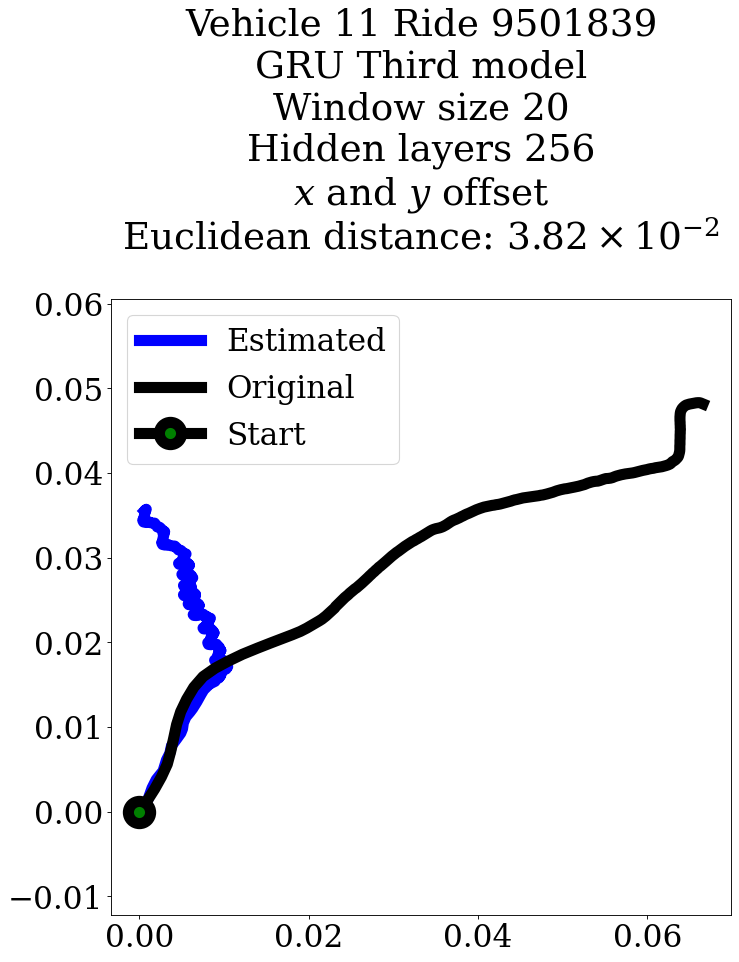 Vehicle 11 Ride 9501839
GRU Third model
Window size 20
Hidden layers 256
x and y offset
Euclidean distance: 3.82 × 10⁻²
0.06
0.05
0.04
0.03
0.02
0.01
0.00
−0.01
Estimated
Original
Start
0.00 0.02 0.04 0.06